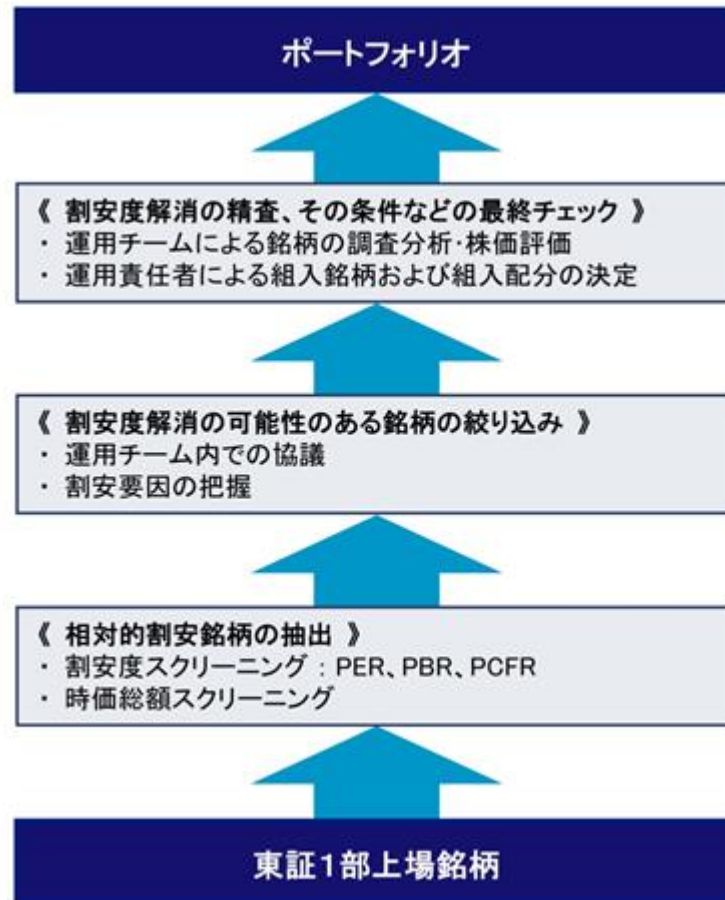 ポートフォリオ
《 割安度解消の精査、その条件などの最終チェック 》
・ 運用チームによる銘柄の調査分析・株価評価
・ 運用責任者による組入銘柄および組入配分の決定
《 割安度解消の可能性のある銘柄の絞り込み 》
・ 運用チーム内での協議
・ 割安要因の把握
《 相対的割安銘柄の抽出 》
・ 割安度スクリーニング : PER、PBR、PCFR
・ 時価総額スクリーニング
東証1部上場銘柄